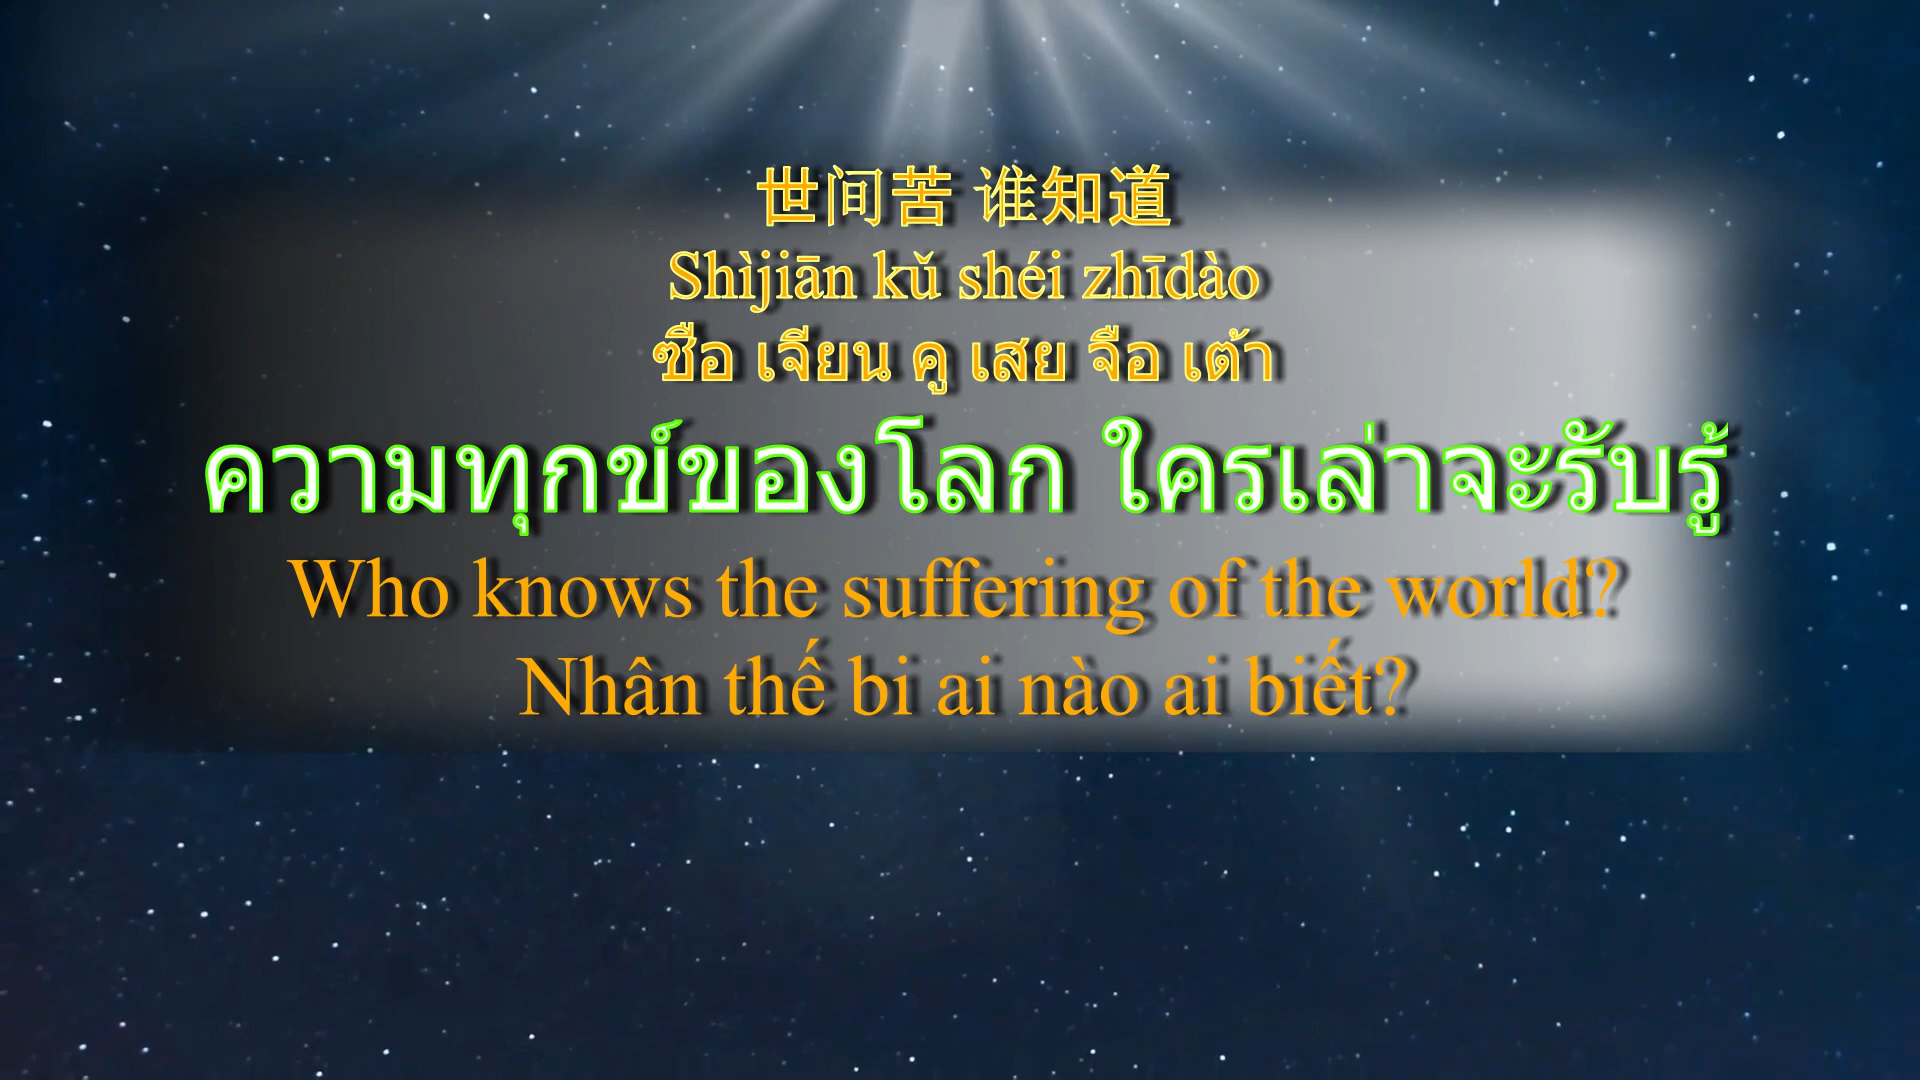 世间苦 谁知道
Shìjiān kǔ shéi zhīdào
ซือ เจียน คู เสย จือ เต้า
ความทุกข์ของโลก ใครเล่าจะรับรู้
Who knows the suffering of the world?
Nhân thế bi ai nào ai biết?